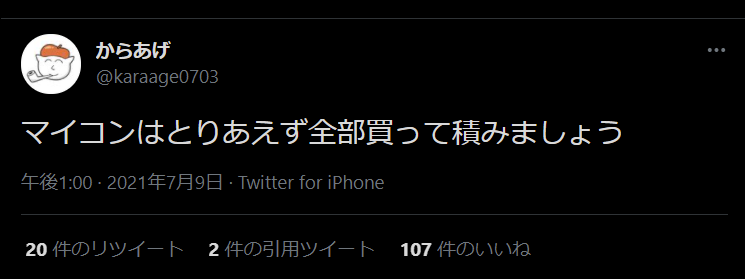 からあげ
@karaage0703
マイコンはとりあえず全部買って積みましょう
午後1:00 · 2021年7月9日 · Twitter for iPhone
20 件のリツイート 2 件の引用ツイート 107 件のいいね